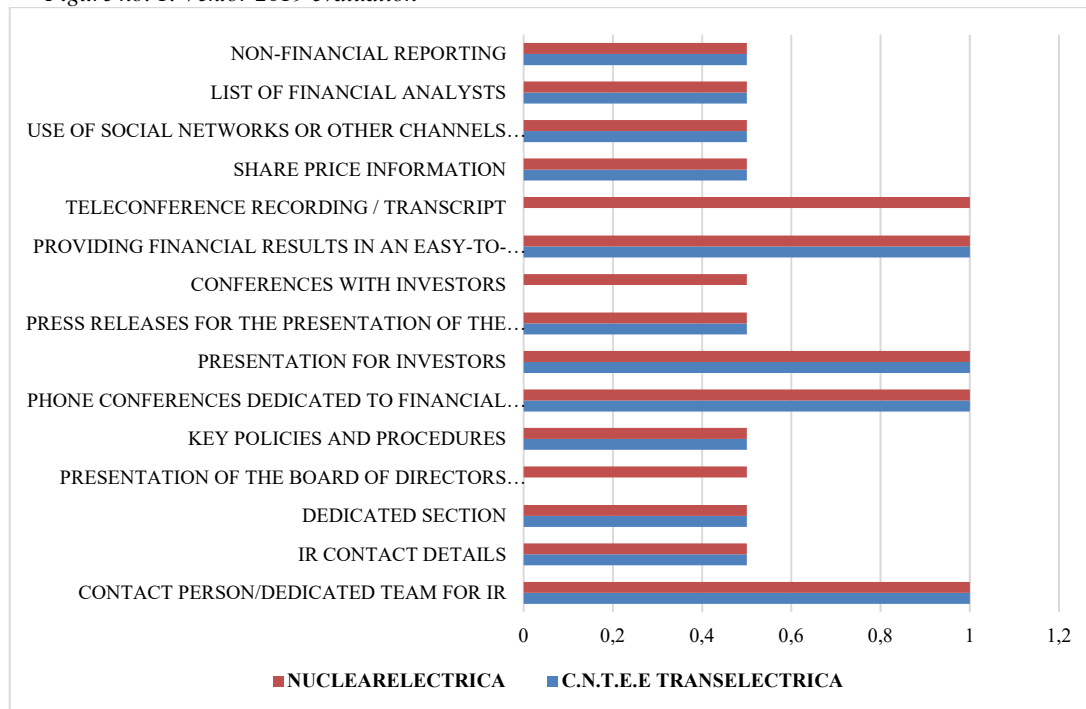 NON-FINANCIAL REPORTING
LIST OF FINANCIAL ANALYSTS
USE OF SOCIAL NETWORKS OR OTHER CHANNELS…
SHARE PRICE INFORMATION
TELECONFERENCE RECORDING / TRANSCRIPT
PROVIDING FINANCIAL RESULTS IN AN EASY-TO-…
CONFERENCES WITH INVESTORS
PRESS RELEASES FOR THE PRESENTATION OF THE…
PRESENTATION FOR INVESTORS
PHONE CONFERENCES DEDICATED TO FINANCIAL…
KEY POLICIES AND PROCEDURES
PRESENTATION OF THE BOARD OF DIRECTORS…
DEDICATED SECTION
IR CONTACT DETAILS
CONTACT PERSON/DEDICATED TEAM FOR IR
0 0,2 0,4 0,6 0,8 1 1,2
NUCLEARELECTRICA C.N.T.E.E TRANSELECTRICA